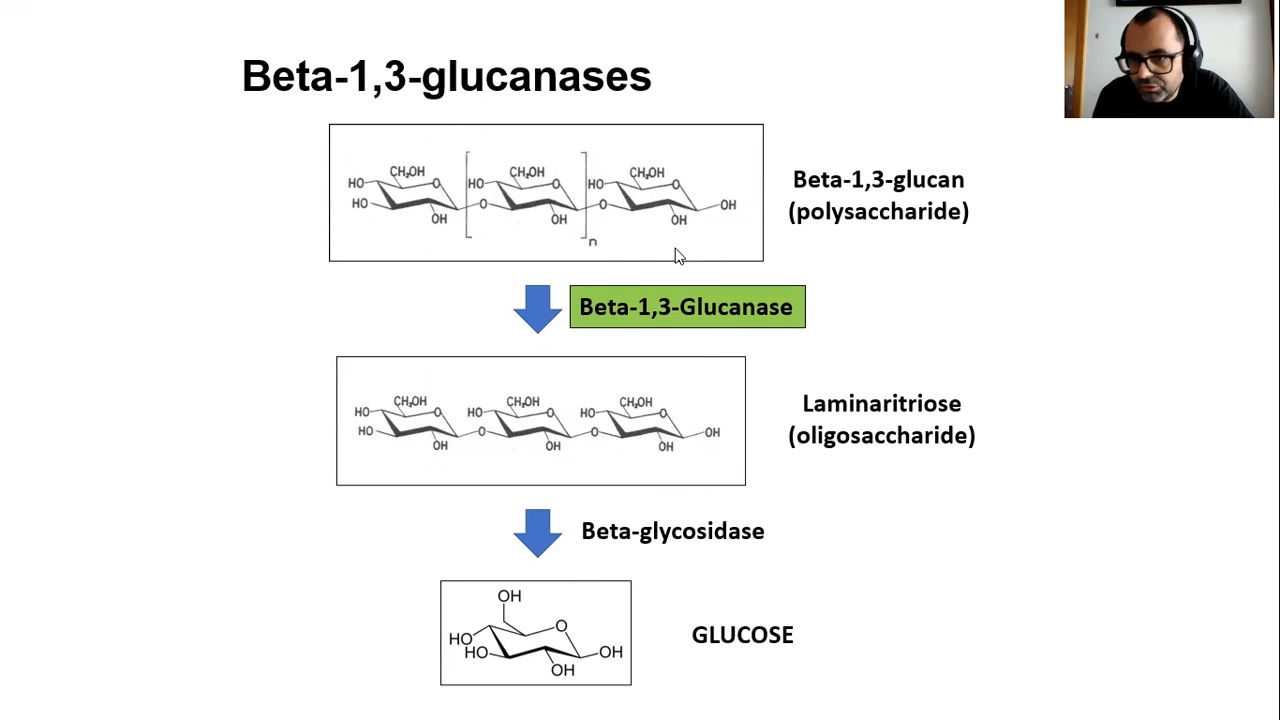 Beta-1,3-glucanases
CH₂OH CH₂OH CH₂OH
HO O HO O HO O
HO O O OH
OH OH OH
n
Beta-1,3-glucan
(polysaccharide)
Beta-1,3-Glucanase
CH₂OH CH₂OH CH₂OH
HO O HO O HO O
HO O O OH
OH OH OH
Laminaritriose
(oligosaccharide)
Beta-glycosidase
OH
O
HO
HO OH
OH
GLUCOSE